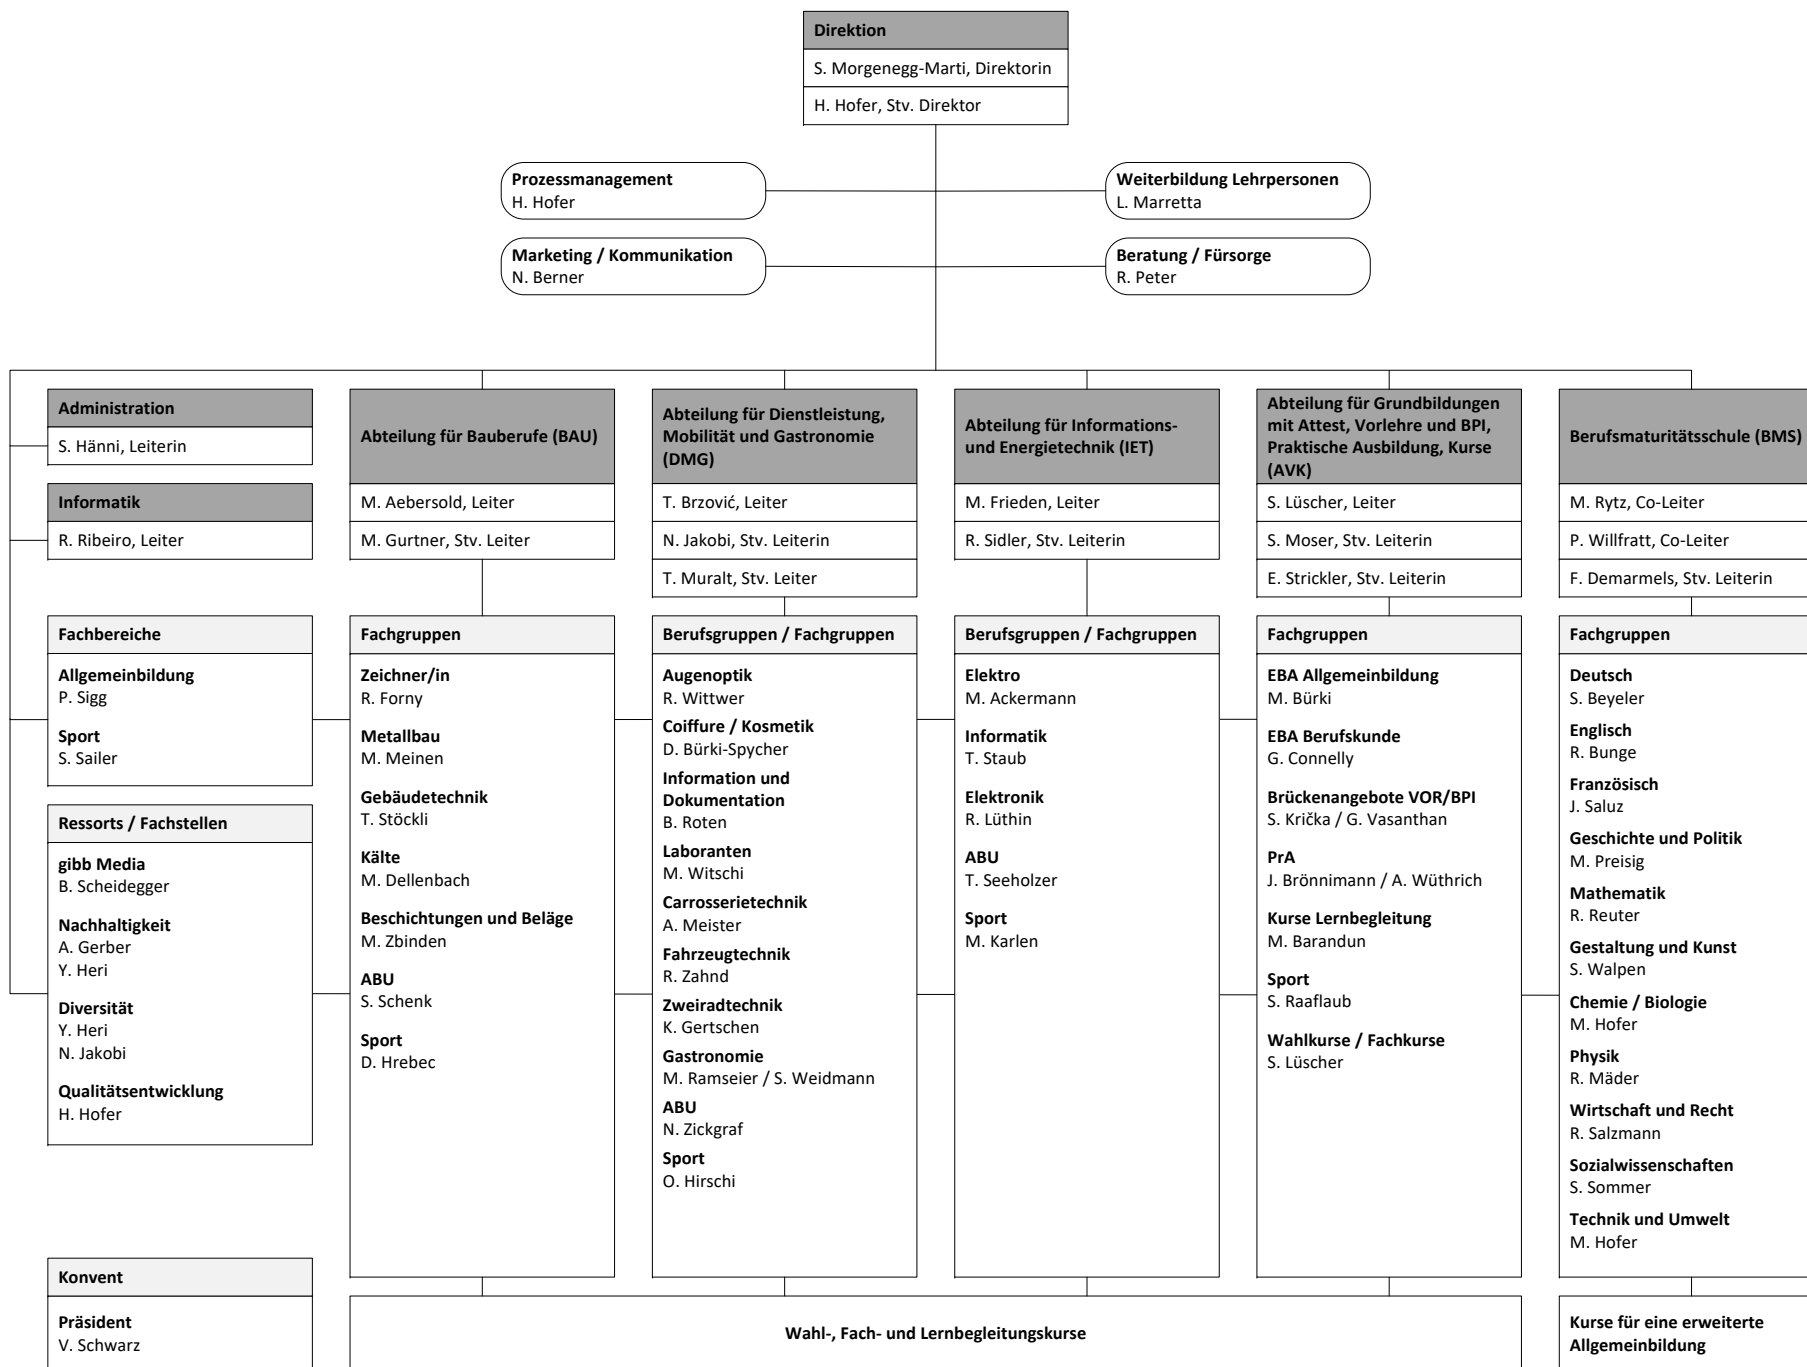 Direktion
S. Morgenegg-Marti, Direktorin
H. Hofer, Stv. Direktor
Prozessmanagement
H. Hofer
Weiterbildung Lehrpersonen
L. Marretta
Marketing / Kommunikation
N. Berner
Beratung / Fürsorge
R. Peter
Administration
S. Hänni, Leiterin
Informatik
R. Ribeiro, Leiter
Fachbereiche
Allgemeinbildung
P. Sigg
Sport
S. Sailer
Ressorts / Fachstellen
gibb Media
B. Scheidegger
Nachhaltigkeit
A. Gerber
Y. Heri
Diversität
Y. Heri
N. Jakobi
Qualitätsentwicklung
H. Hofer
Konvent
Präsident
V. Schwarz
Abteilung für Bauberufe (BAU)
M. Aebersold, Leiter
M. Gurtner, Stv. Leiter
Fachgruppen
Zeichner/in
R. Forny
Metallbau
M. Meinen
Gebäudetechnik
T. Stöckli
Kälte
M. Dellenbach
Beschichtungen und Beläge
M. Zbinden
ABU
S. Schenk
Sport
D. Hrebec
Abteilung für Dienstleistung,
Mobilität und Gastronomie
(DMG)
T. Brzović, Leiter
N. Jakobi, Stv. Leiterin
T. Muralt, Stv. Leiter
Berufsgruppen / Fachgruppen
Augenoptik
R. Wittwer
Coiffure / Kosmetik
D. Bürki-Spycher
Information und
Dokumentation
B. Roten
Laboranten
M. Witschi
Carrosserietechnik
A. Meister
Fahrzeugtechnik
R. Zahnd
Zweiradtechnik
K. Gertschen
Gastronomie
M. Ramseier / S. Weidmann
ABU
N. Zickgraf
Sport
O. Hirschi
Abteilung für Informations-
und Energietechnik (IET)
M. Frieden, Leiter
R. Sidler, Stv. Leiterin
Berufsgruppen / Fachgruppen
Elektro
M. Ackermann
Informatik
T. Staub
Elektronik
R. Lüthin
ABU
T. Seeholzer
Sport
M. Karlen
Abteilung für Grundbildungen
mit Attest, Vorlehre und BPI,
Praktische Ausbildung, Kurse
(AVK)
S. Lüscher, Leiter
S. Moser, Stv. Leiterin
E. Strickler, Stv. Leiterin
Fachgruppen
EBA Allgemeinbildung
M. Bürki
EBA Berufskunde
G. Connelly
Brückenangebote VOR/BPI
S. Krička / G. Vasanthan
PrA
J. Brönnimann / A. Wüthrich
Kurse Lernbegleitung
M. Barandun
Sport
S. Raaflaub
Wahlkurse / Fachkurse
S. Lüscher
Berufsmaturitätsschule (BMS)
M. Rytz, Co-Leiter
P. Willfratt, Co-Leiter
F. Demarmels, Stv. Leiterin
Fachgruppen
Deutsch
S. Beyeler
Englisch
R. Bunge
Französisch
J. Saluz
Geschichte und Politik
M. Preisig
Mathematik
R. Reuter
Gestaltung und Kunst
S. Walpen
Chemie / Biologie
M. Hofer
Physik
R. Mäder
Wirtschaft und Recht
R. Salzmann
Sozialwissenschaften
S. Sommer
Technik und Umwelt
M. Hofer
Wahl-, Fach- und Lernbegleitungskurse
Kurse für eine erweiterte
Allgemeinbildung